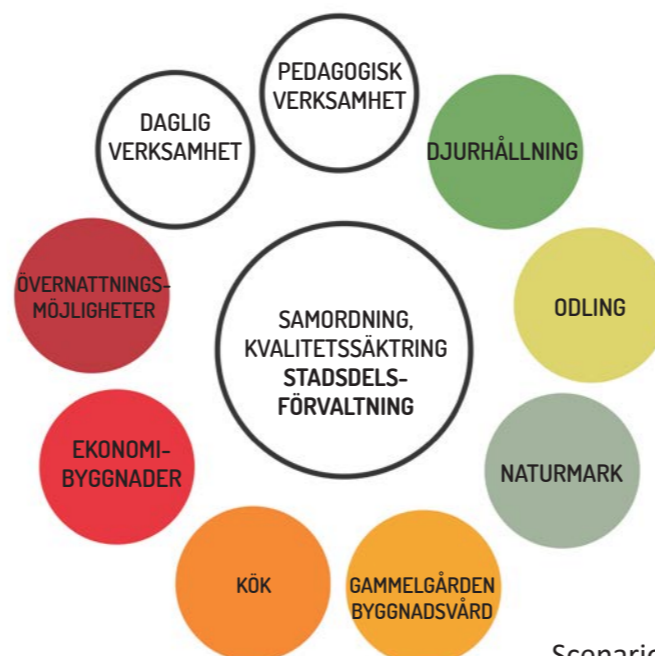 PEDAGOGISK
VERKSAMHET
DAGLIG
VERKSAMHET
DJURHÅLLNING
ÖVERNATTNINGS-
MÖJLIGHETER
ODLING
SAMORDNING,
KVALITETSSÄKTRING
STADSDELS-
FÖRVALTNING
EKONOMI-
BYGGNADER
NATURMARK
KÖK
GAMMELGÅRDEN
BYGGNADSVÅRD